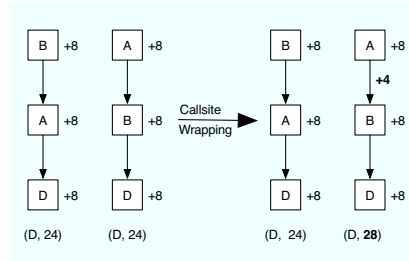 B +8 A +8 B +8 A +8
+4
Callsite
Wrapping
A +8 B +8 A +8 B +8
D +8 D +8 D +8 D +8
(D, 24) (D, 24) (D, 24) (D, 28)